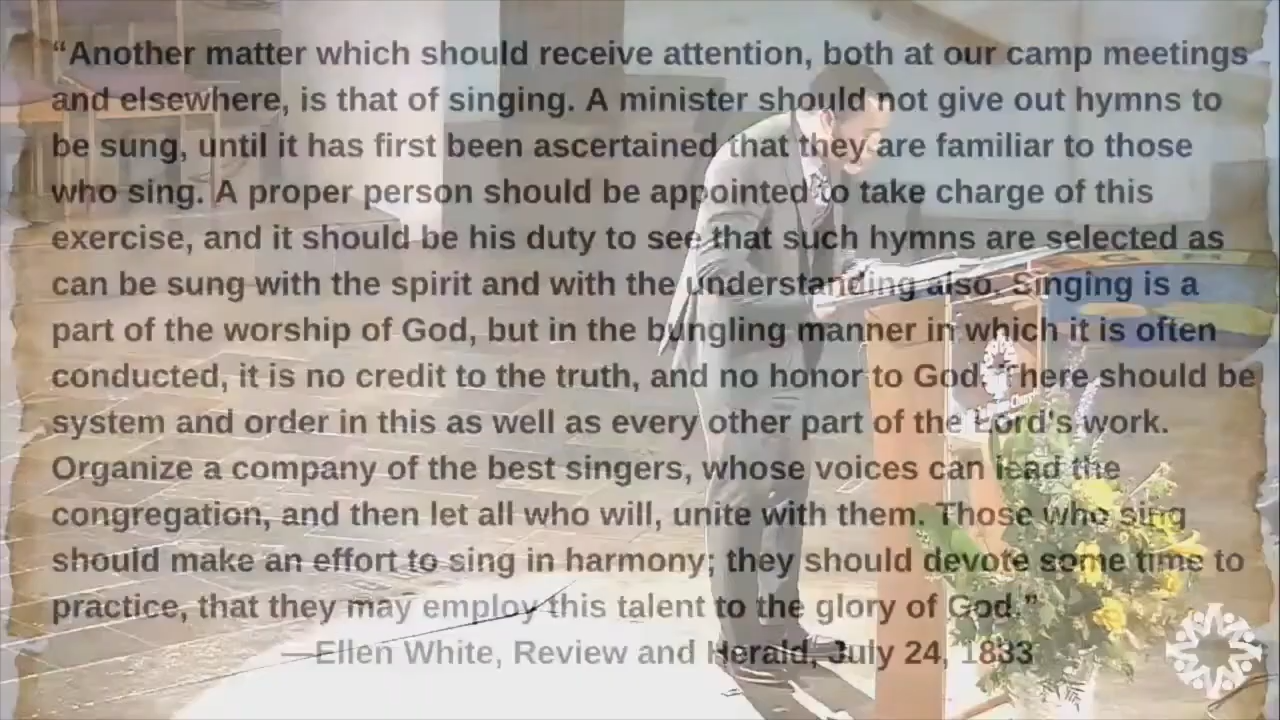 “Another matter which should receive attention, both at our camp meetings
and elsewhere, is that of singing. A minister should not give out hymns to
be sung, until it has first been ascertained that they are familiar to those
who sing. A proper person should be appointed to take charge of this
exercise, and it should be his duty to see that such hymns are selected as
can be sung with the spirit and with the understanding also. Singing is a
part of the worship of God, but in the bungling manner in which it is often
conducted, it is no credit to the truth, and no honor to God. There should be
system and order in this as well as every other part of the Lord's work.
Organize a company of the best singers, whose voices can lead the
congregation, and then let all who will, unite with them. Those who sing
should make an effort to sing in harmony; they should devote some time to
practice, that they may employ this talent to the glory of God.”
—Ellen White, Review and Herald, July 24, 1833